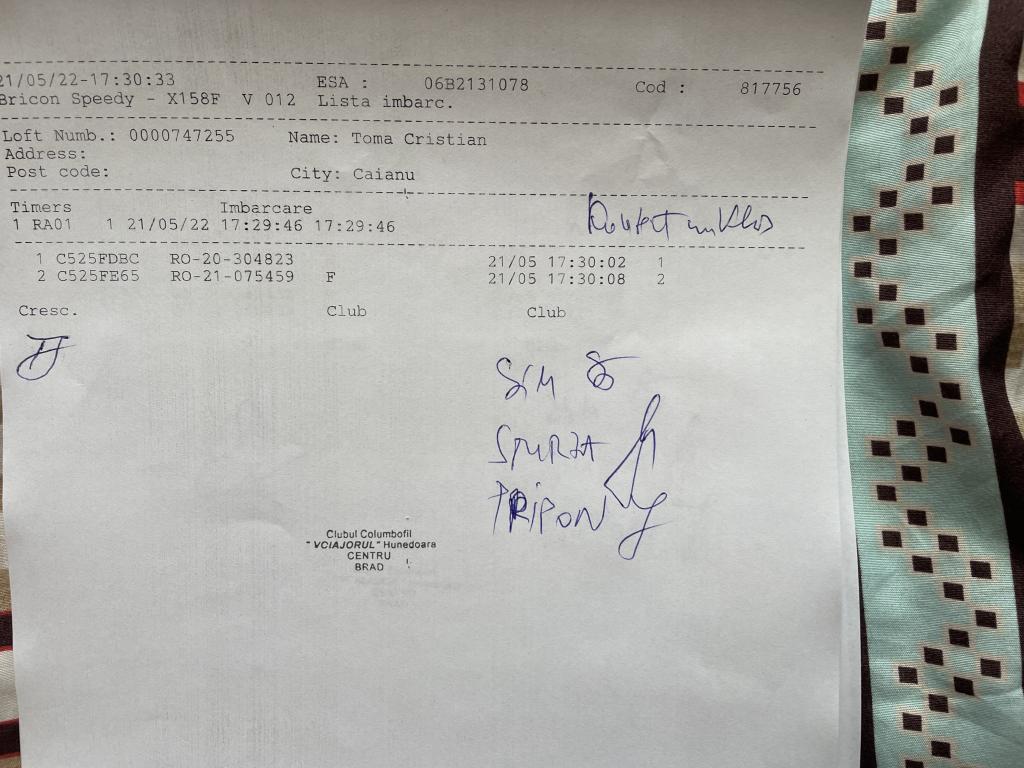 21/05/22-17:30:33 ESA : 06B2131078 Cod : 817756
Bricon Speedy - X158F V 012 Lista imbarc.
Loft Numb.: 0000747255 Name: Toma Cristian
Address:
Post code: City: Caianu
Timers Imbarcare
1 RA01 1 21/05/22 17:29:46 17:29:46
1 C525FDBC RO-20-304823 21/05 17:30:02 1
2 C525FE65 RO-21-075459 F 21/05 17:30:08 2
Cresc. Club Club
SIM
STURZA
PRIPON
Clubul Columbofil
"VCIAJORUL" Hunedoara
CENTRU
BRAD